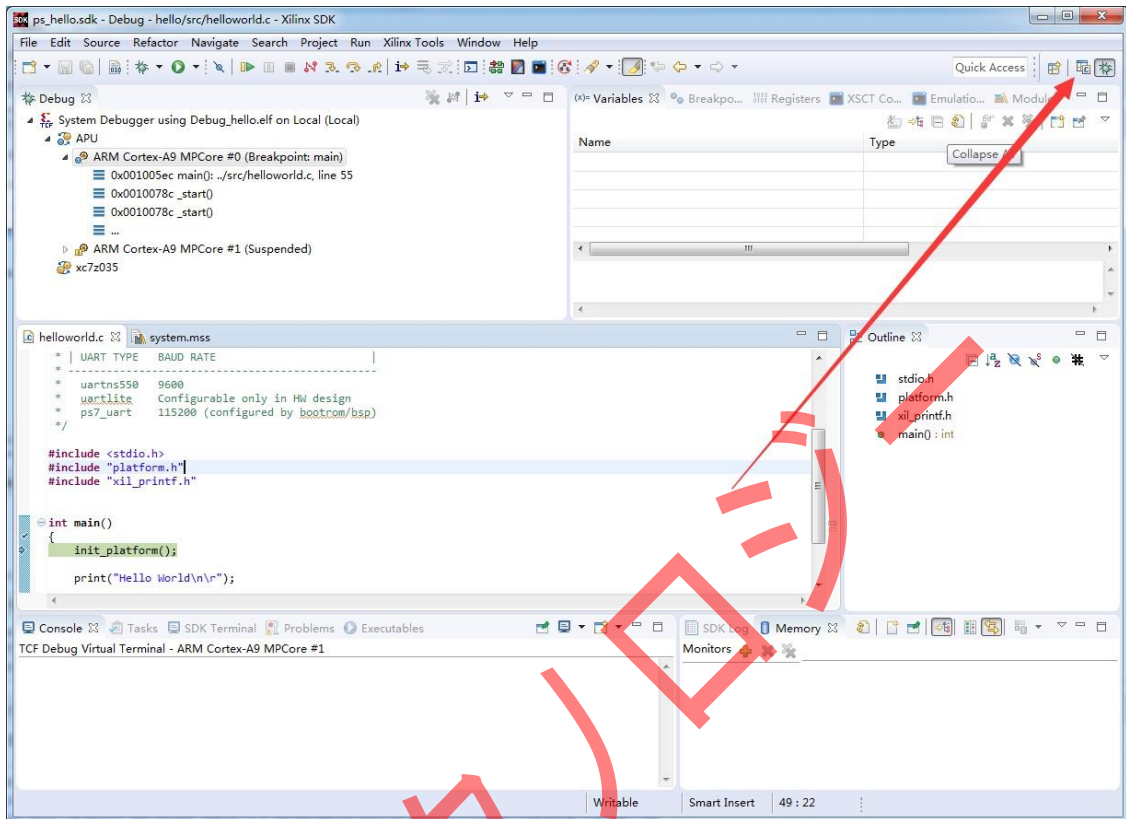 ps_hello.sdk - Debug - hello/src/helloworld.c - Xilinx SDK
File Edit Source Refactor Navigate Search Project Run Xilinx Tools Window Help
Quick Access
Debug
(x)= Variables Breakpo... Registers XSCT Co... Emulatio... Module
System Debugger using Debug_hello.elf on Local (Local)
APU
ARM Cortex-A9 MPCore #0 (Breakpoint: main)
0x001005ec main(): ../src/helloworld.c, line 55
0x0010078c _start()
0x0010078c _start()
...
ARM Cortex-A9 MPCore #1 (Suspended)
xc7z035
Name Type
Collapse
helloworld.c system.mss
* | UART TYPE BAUD RATE |
* ------------------------------------------------
* uartns550 9600
* uartlite Configurable only in HW design
* ps7_uart 115200 (configured by bootrom/bsp)
*/
#include <stdio.h>
#include "platform.h"
#include "xil_printf.h"
int main()
{
init_platform();
print("Hello World\n\r");
Outline
stdio.h
platform.h
xil_printf.h
main() : int
Console Tasks SDK Terminal Problems Executables
TCF Debug Virtual Terminal - ARM Cortex-A9 MPCore #1
SDK Log Memory
Monitors
Writable Smart Insert 49 : 22